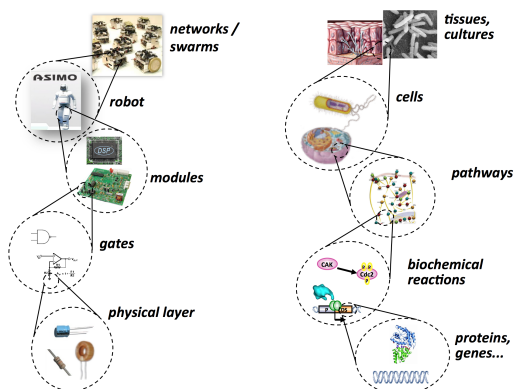 networks /
swarms
ASIMO
robot
DSP
modules
gates
physical layer
tissues,
cultures
cells
pathways
CAK
P P
Cdc2
P
biochemical
reactions
P
CDS
proteins,
genes...